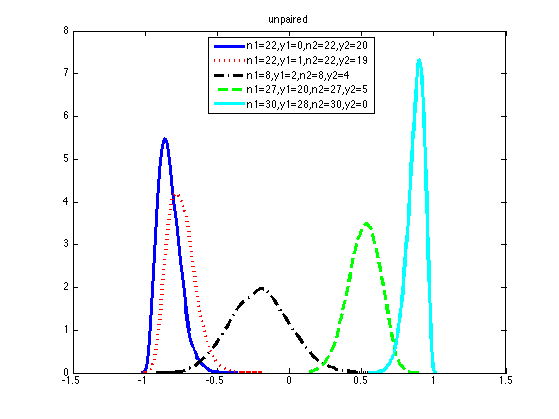 unpaired
8
n1=22,y1=0,n2=22,y2=20
n1=22,y1=1,n2=22,y2=19
n1=8,y1=2,n2=8,y2=4
n1=27,y1=20,n2=27,y2=5
n1=30,y1=28,n2=30,y2=0
7
6
5
4
3
2
1
0
-1.5 -1 -0.5 0 0.5 1 1.5